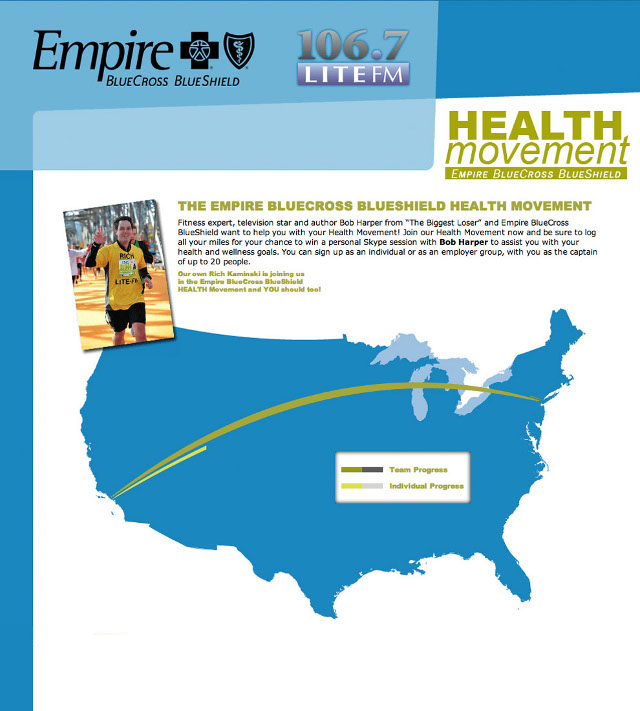 Empire
BLUECROSS BLUESHIELD
106.7
LITE FM
HEALTH
movement
EMPIRE BLUECROSS BLUESHIELD
THE EMPIRE BLUECROSS BLUESHIELD HEALTH MOVEMENT
Fitness expert, television star and author Bob Harper from "The Biggest Loser" and Empire BlueCross
BlueShield want to help you with your Health Movement! Join our Health Movement now and be sure to log
all your miles for your chance to win a personal Skype session with Bob Harper to assist you with your
health and wellness goals. You can sign up as an individual or as an employer group, with you as the captain
of up to 20 people.
Our own Rich Kaminski is joining us
in the Empire BlueCross BlueShield
HEALTH Movement and YOU should too!
RICH
LITE-FM
Team Progress
Individual Progress